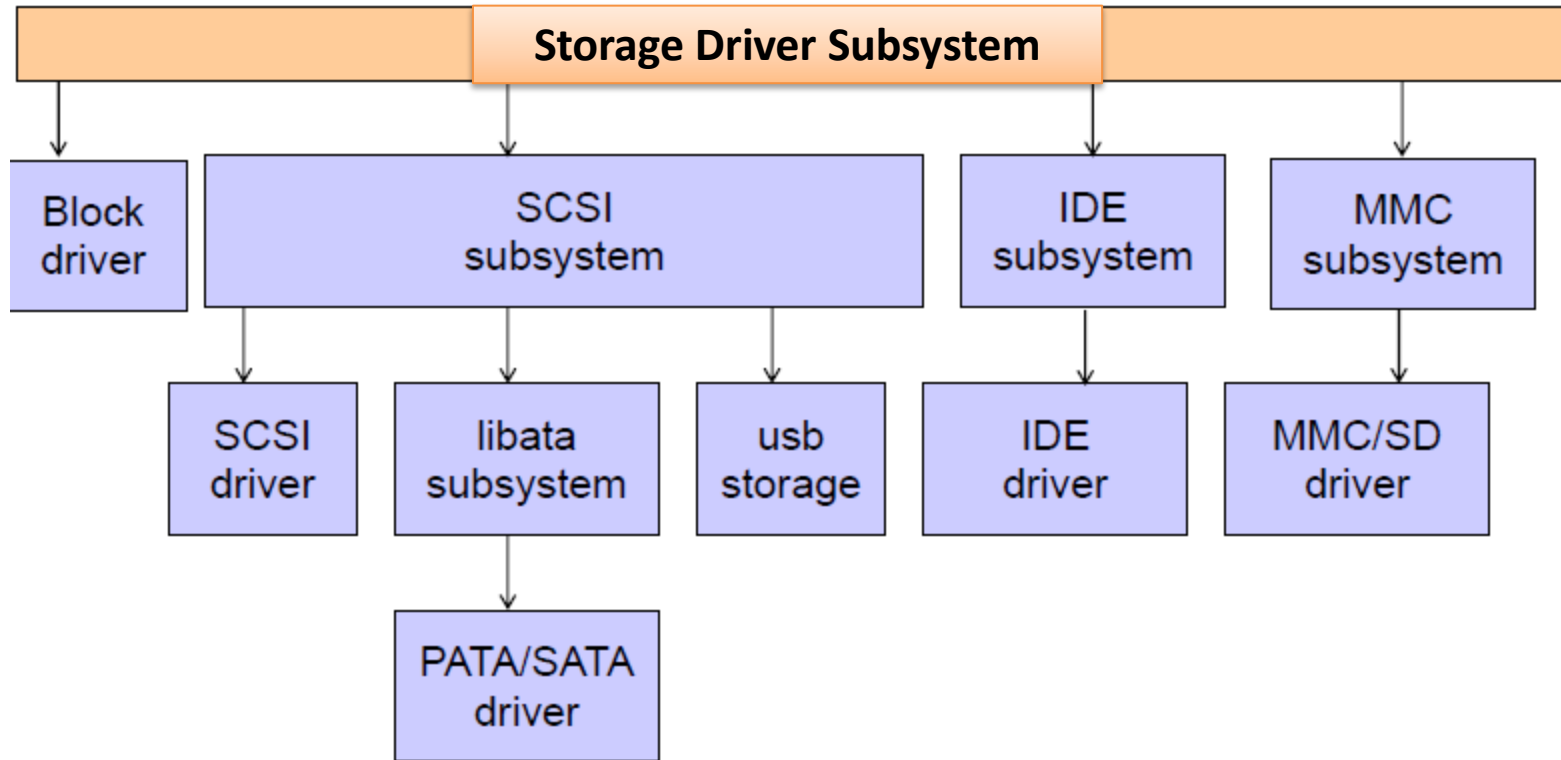 Storage Driver Subsystem
Block
driver
SCSI
subsystem
IDE
subsystem
MMC
subsystem
SCSI
driver
libata
subsystem
usb
storage
IDE
driver
MMC/SD
driver
PATA/SATA
driver